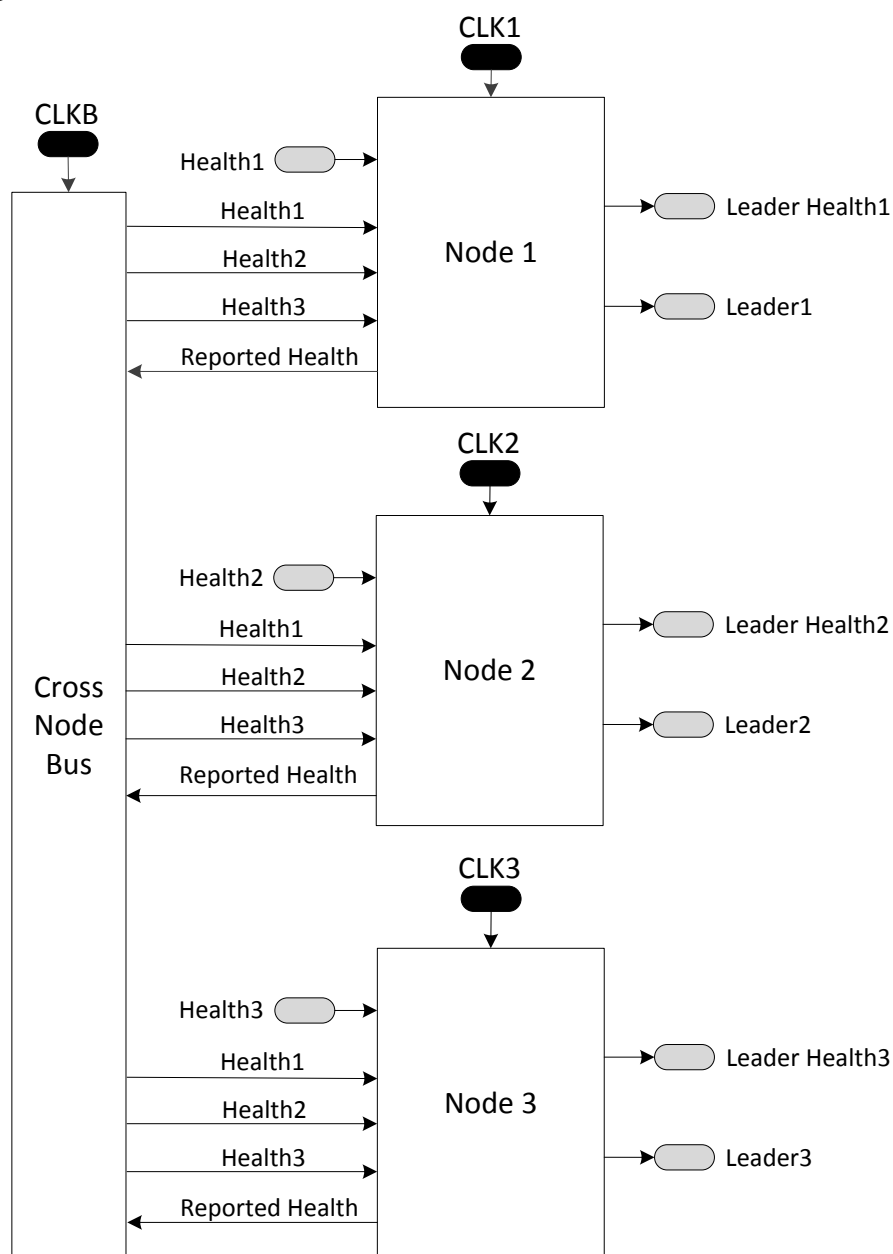 CLK1
CLKB
Health1
Health1
Leader Health1
Health2
Node 1
Health3
Leader1
Reported Health
CLK2
Health2
Health1
Leader Health2
Health2
Node 2
Cross
Node
Bus
Health3
Leader2
Reported Health
CLK3
Health3
Health1
Leader Health3
Health2
Node 3
Health3
Leader3
Reported Health